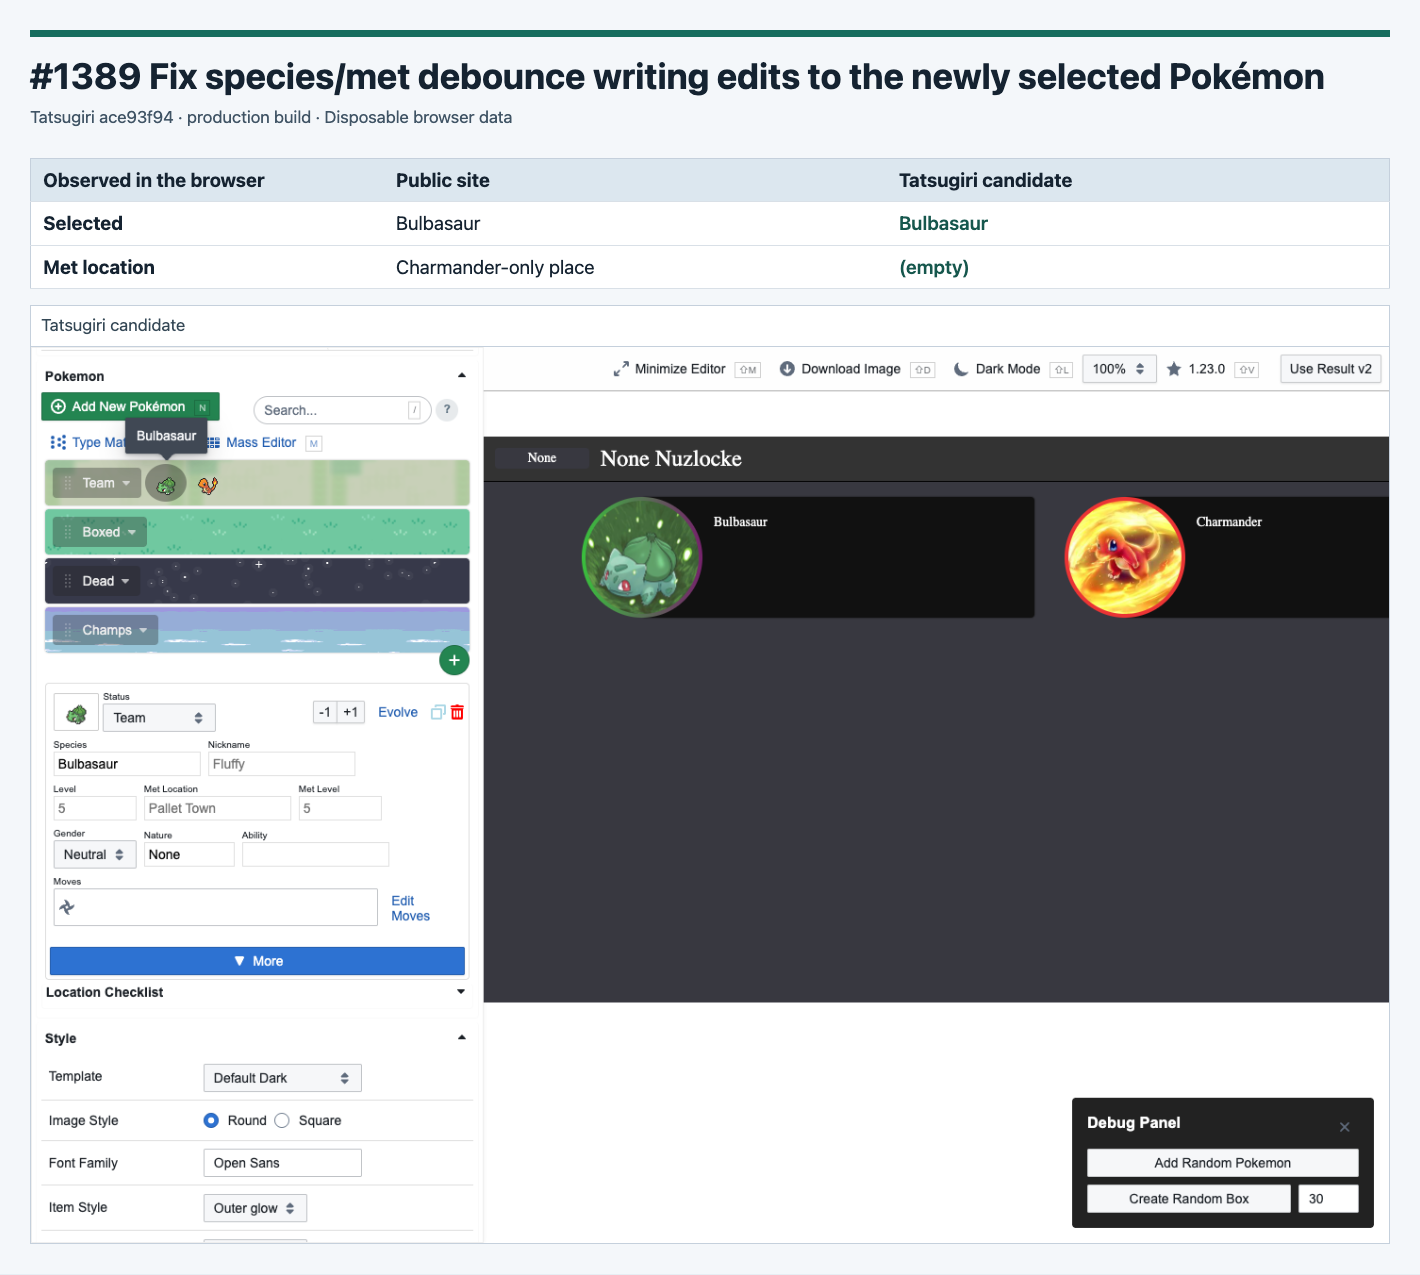 #1389 Fix species/met debounce writing edits to the newly selected Pokémon
Tatsugiri ace93f94 · production build · Disposable browser data
Observed in the browser Public site Tatsugiri candidate
Selected Bulbasaur Bulbasaur
Met location Charmander-only place (empty)
Tatsugiri candidate
Minimize Editor ⇧M Download Image ⇧D Dark Mode ⇧L 100% 1.23.0 ⇧V Use Result v2
Pokemon
Add New Pokémon N Search... / ?
Type Mat Bulbasaur Mass Editor M
Team
Boxed
Dead
Champs
+
None None Nuzlocke
Bulbasaur Charmander
Status
Team -1 +1 Evolve
Species Nickname
Bulbasaur Fluffy
Level Met Location Met Level
5 Pallet Town 5
Gender Nature Ability
Neutral None
Moves
Edit
Moves
More
Location Checklist
Style
Template Default Dark
Image Style Round Square
Font Family Open Sans
Item Style Outer glow
Debug Panel ×
Add Random Pokemon
Create Random Box 30